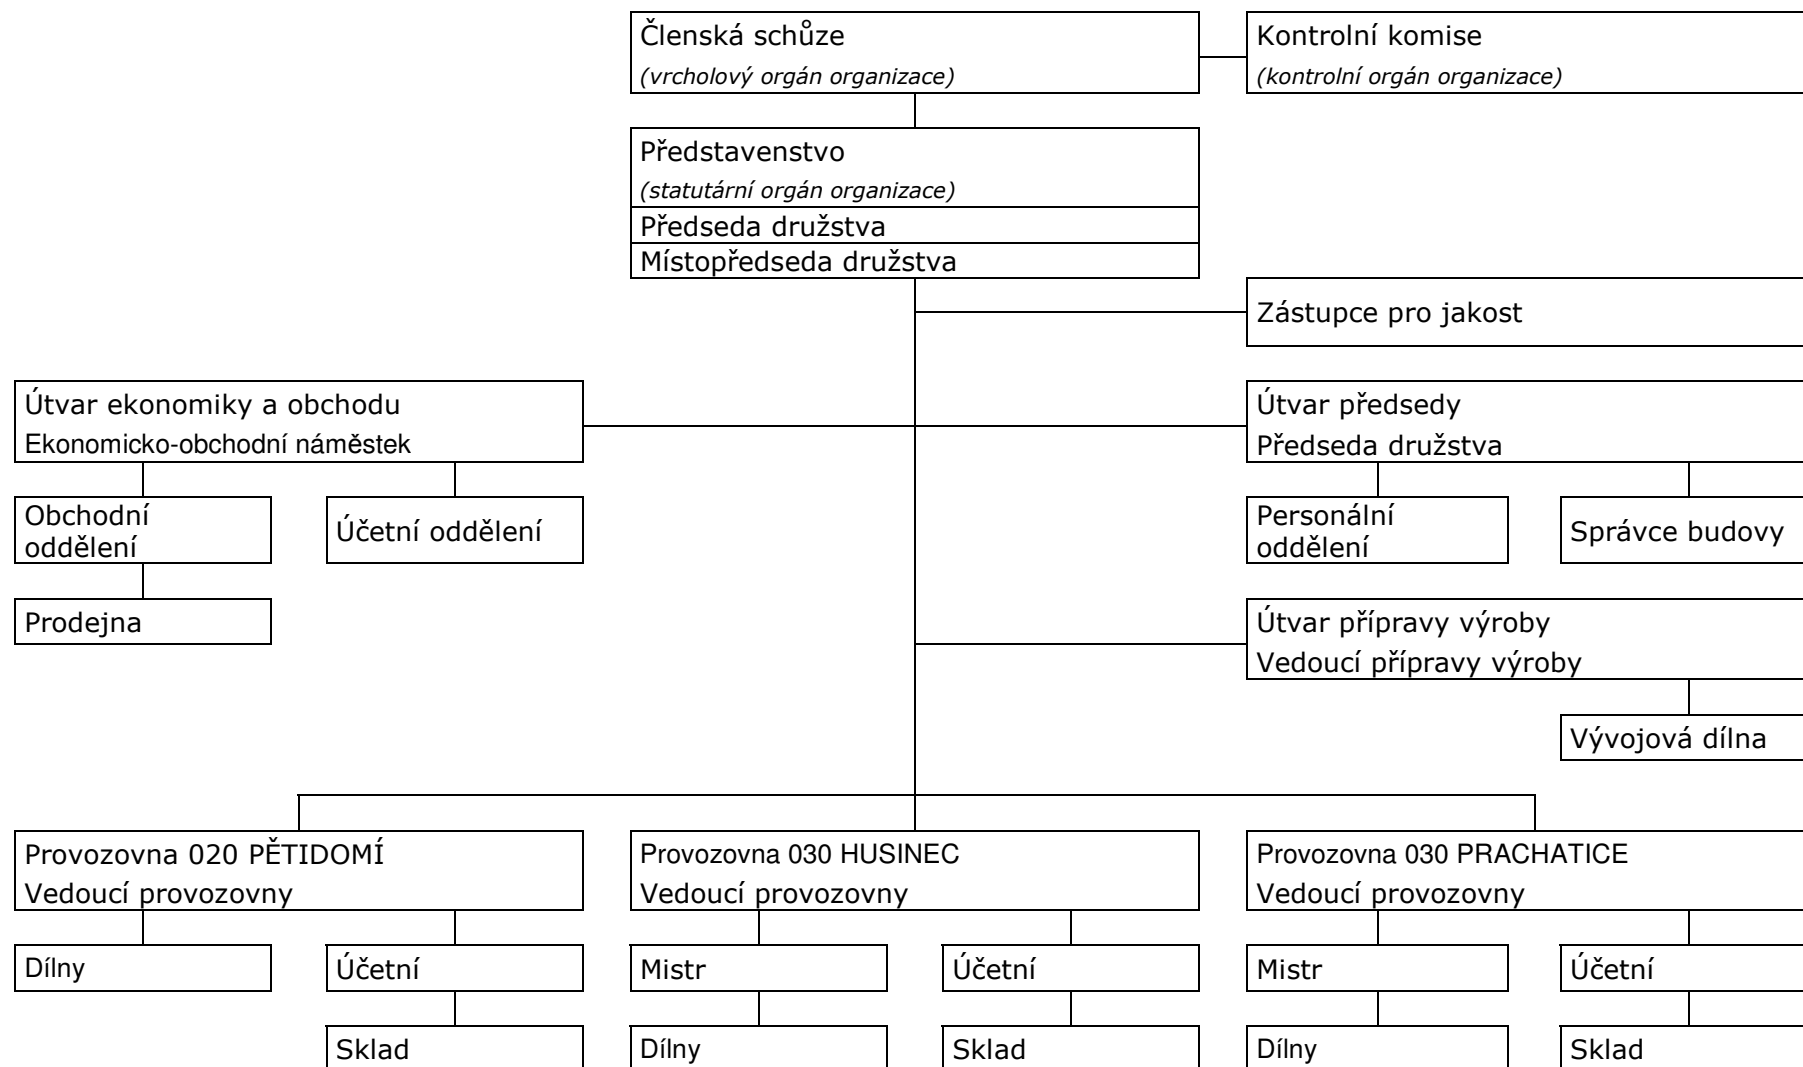 Členská schůze
(vrcholový orgán organizace)
Kontrolní komise
(kontrolní orgán organizace)
Představenstvo
(statutární orgán organizace)
Předseda družstva
Místopředseda družstva
Zástupce pro jakost
Útvar ekonomiky a obchodu
Ekonomicko-obchodní náměstek
Útvar předsedy
Předseda družstva
Obchodní
oddělení
Účetní oddělení
Personální
oddělení
Správce budovy
Prodejna
Útvar přípravy výroby
Vedoucí přípravy výroby
Vývojová dílna
Provozovna 020 PĚTIDOMÍ
Vedoucí provozovny
Provozovna 030 HUSINEC
Vedoucí provozovny
Provozovna 030 PRACHATICE
Vedoucí provozovny
Dílny
Účetní
Mistr
Účetní
Mistr
Účetní
Sklad
Dílny
Sklad
Dílny
Sklad